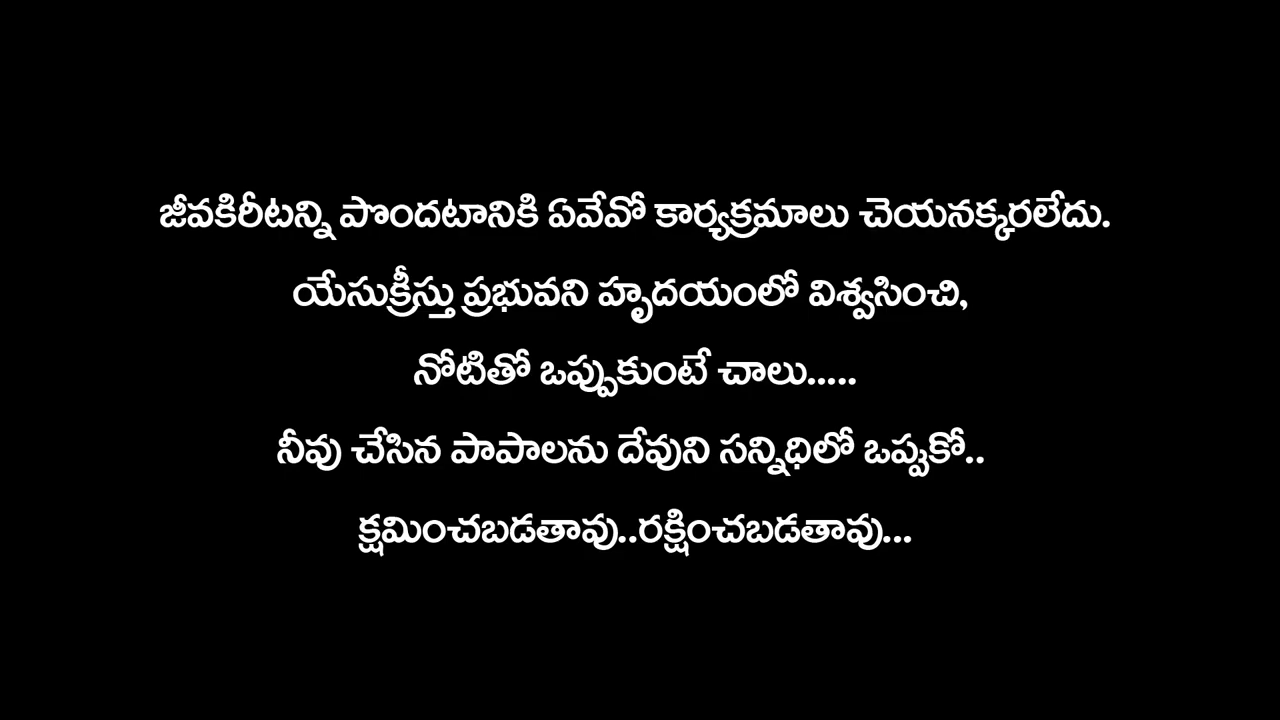 జీవకిరీటన్ని పొందటానికి ఏవేవో కార్యక్రమాలు చెయనక్కరలేదు.
యేసుక్రీస్తు ప్రభువని హృదయంలో విశ్వసించి,
నోటితో ఒప్పుకుంటే చాలు.....
నీవు చేసిన పాపాలను దేవుని సన్నిధిలో ఒప్పుకో..
క్షమించబడతావు..రక్షించబడతావు...